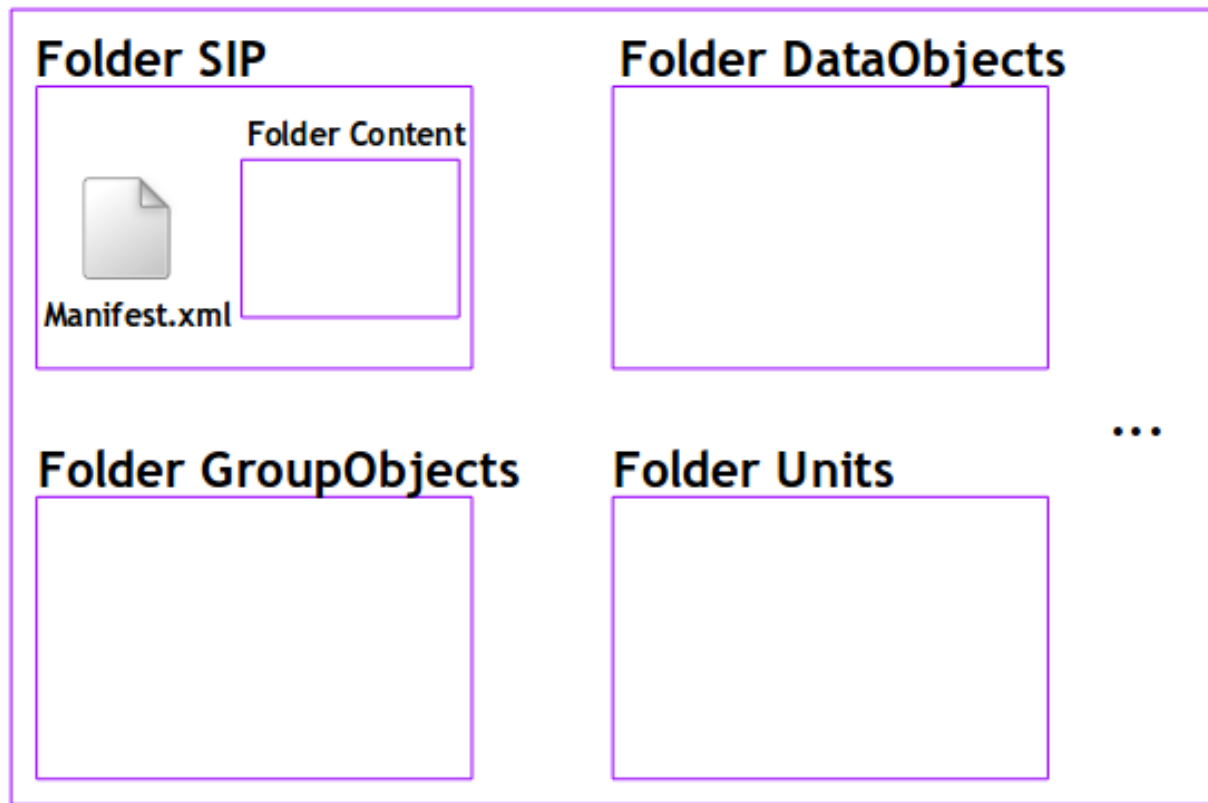 Folder SIP
Folder DataObjects
Folder Content
Manifest.xml
...
Folder GroupObjects
Folder Units